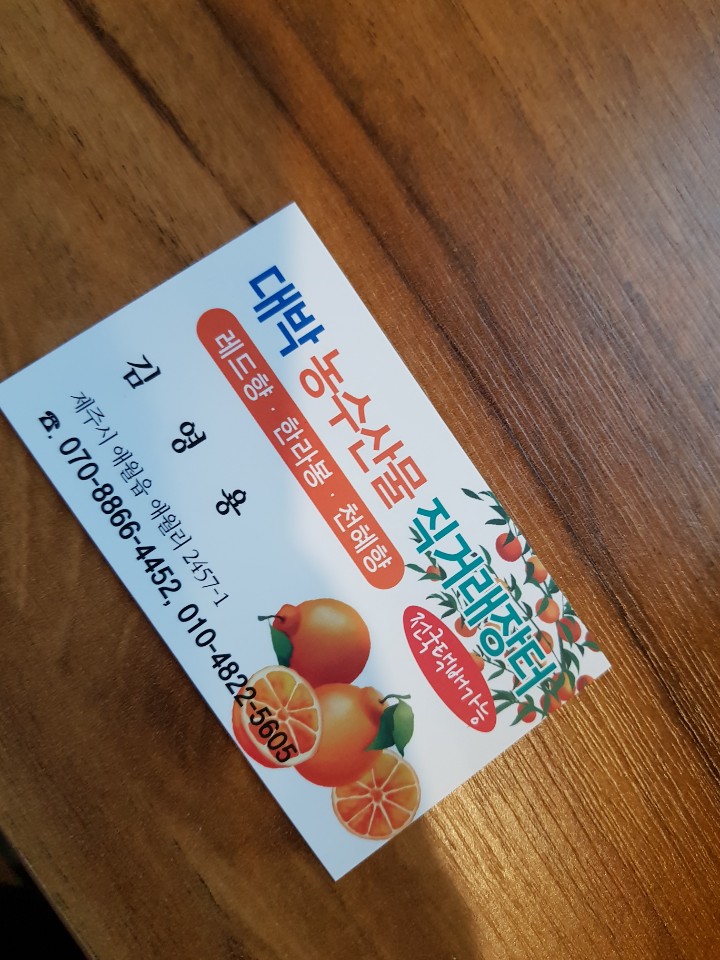 대박 농수산물 직거래장터
레드향 · 한라봉 · 천혜향
전국택배가능
김 영 용
제주시 애월읍 애월리 2457-1
☎. 070-8866-4452, 010-4822-5605